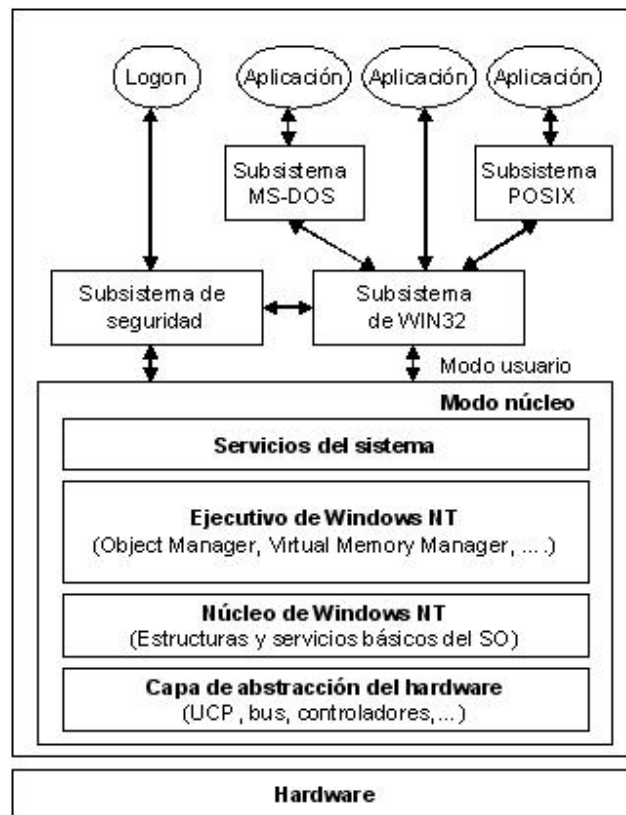 Logon
Aplicación
Aplicación
Aplicación
Subsistema
MS-DOS
Subsistema
POSIX
Subsistema de
seguridad
Subsistema
de WIN32
Modo usuario
Modo núcleo
Servicios del sistema
Ejecutivo de Windows NT
(Object Manager, Virtual Memory Manager, ....)
Núcleo de Windows NT
(Estructuras y servicios básicos del SO)
Capa de abstracción del hardware
(UCP, bus, controladores,...)
Hardware